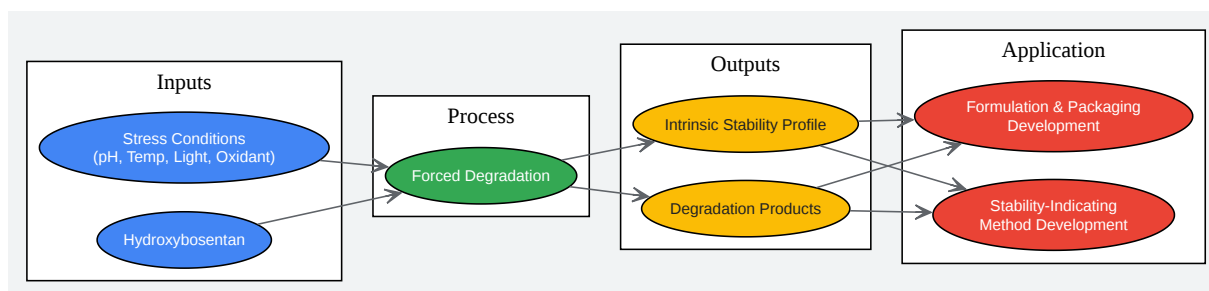 Inputs
Stress Conditions
(pH, Temp, Light, Oxidant)
Hydroxybosentan
Process
Forced Degradation
Outputs
Intrinsic Stability Profile
Degradation Products
Application
Formulation & Packaging
Development
Stability-Indicating
Method Development